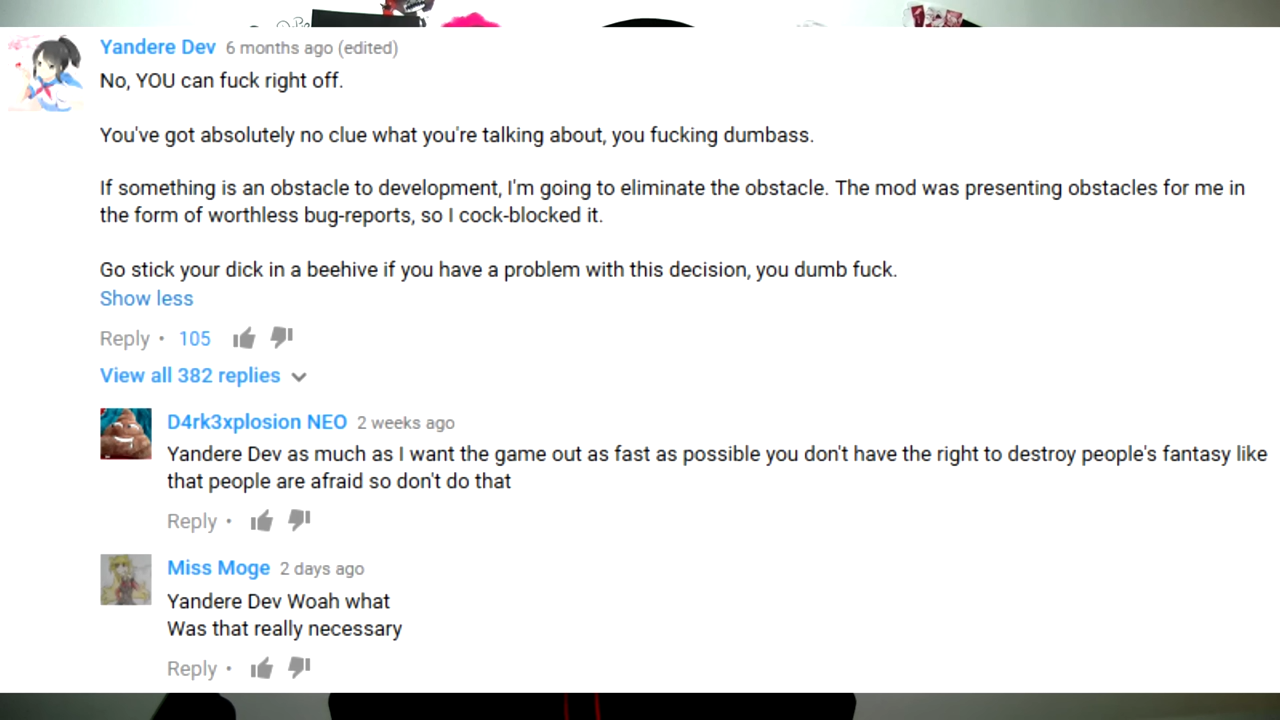 Yandere Dev 6 months ago (edited)
No, YOU can fuck right off.
You've got absolutely no clue what you're talking about, you fucking dumbass.
If something is an obstacle to development, I'm going to eliminate the obstacle. The mod was presenting obstacles for me in
the form of worthless bug-reports, so I cock-blocked it.
Go stick your dick in a beehive if you have a problem with this decision, you dumb fuck.
Show less
Reply • 105
View all 382 replies
D4rk3xplosion NEO 2 weeks ago
Yandere Dev as much as I want the game out as fast as possible you don't have the right to destroy people's fantasy like
that people are afraid so don't do that
Reply •
Miss Moge 2 days ago
Yandere Dev Woah what
Was that really necessary
Reply •